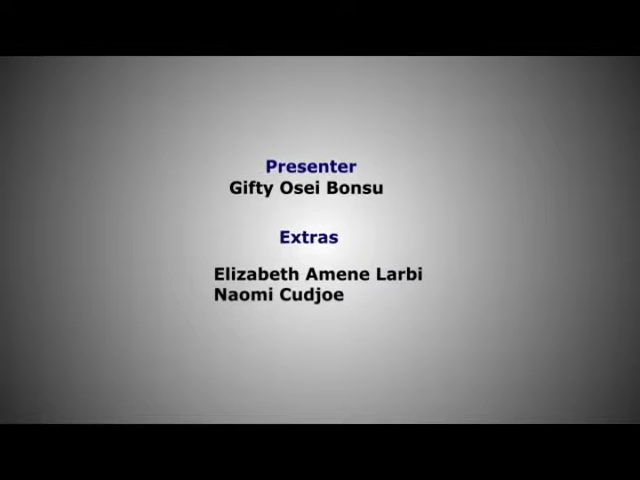 Presenter
Gifty Osei Bonsu
Extras
Elizabeth Amene Larbi
Naomi Cudjoe